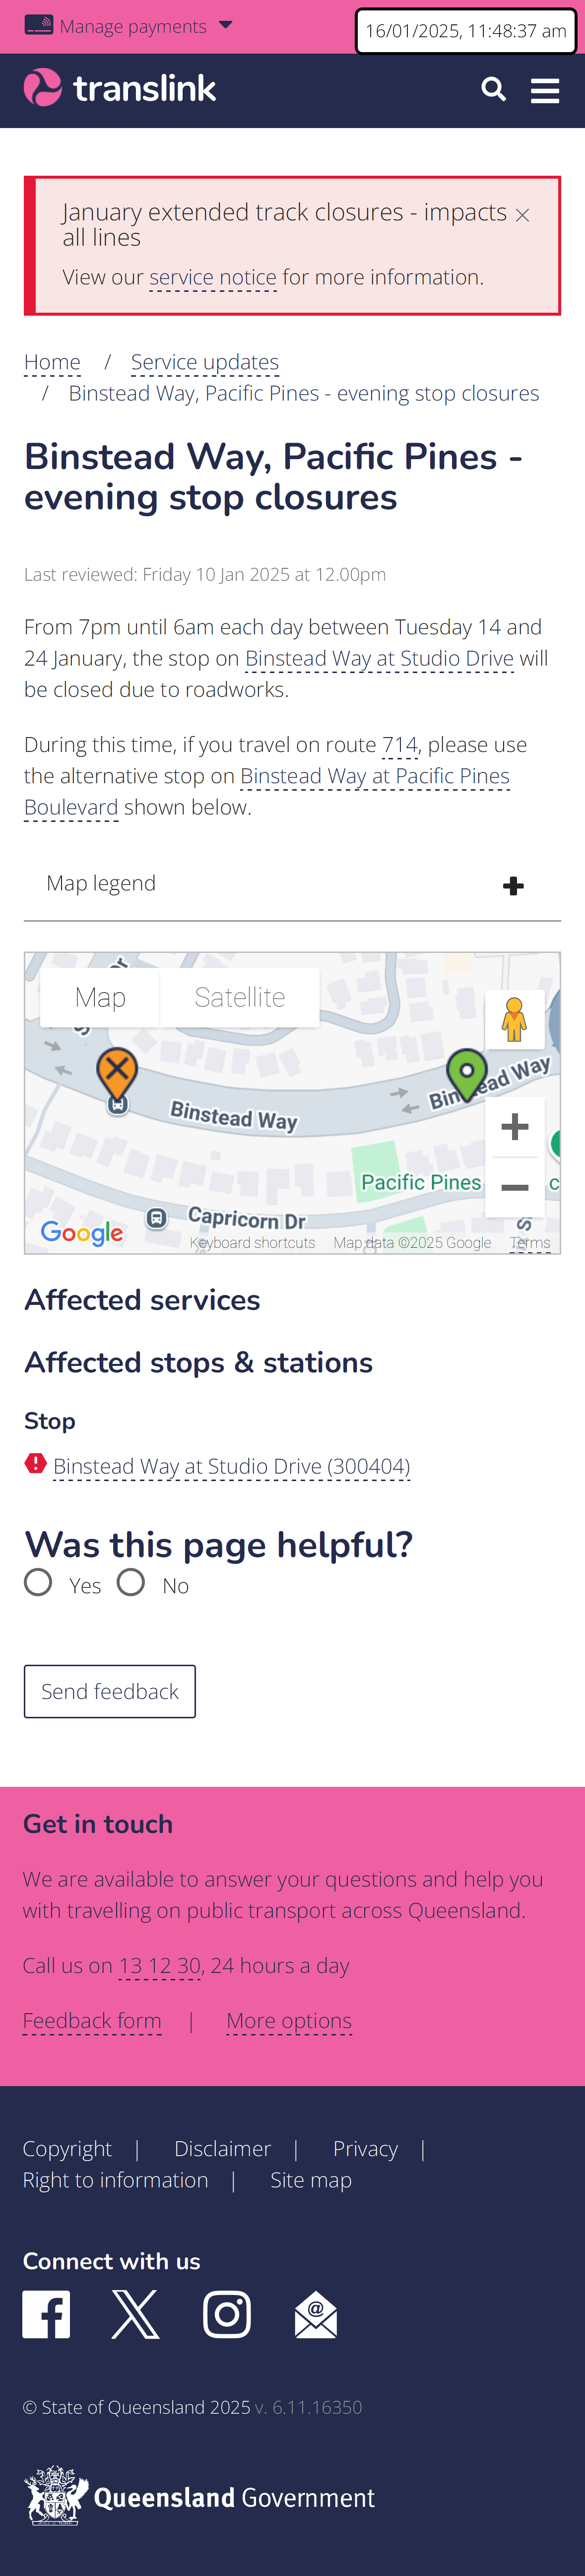 Manage payments
16/01/2025, 11:48:37 am
translink
January extended track closures - impacts
all lines
View our service notice for more information.
Home / Service updates
/ Binstead Way, Pacific Pines - evening stop closures
Binstead Way, Pacific Pines -
evening stop closures
Last reviewed: Friday 10 Jan 2025 at 12.00pm
From 7pm until 6am each day between Tuesday 14 and
24 January, the stop on Binstead Way at Studio Drive will
be closed due to roadworks.
During this time, if you travel on route 714, please use
the alternative stop on Binstead Way at Pacific Pines
Boulevard shown below.
Map legend
Map
Satellite
Binstead Way
Way
Pacific Pines
Capricorn Dr
Google
Keyboard shortcuts
Map data ©2025 Google
Terms
Affected services
Affected stops & stations
Stop
Binstead Way at Studio Drive (300404)
Was this page helpful?
Yes
No
Send feedback
Get in touch
We are available to answer your questions and help you
with travelling on public transport across Queensland.
Call us on 13 12 30, 24 hours a day
Feedback form | More options
Copyright | Disclaimer | Privacy |
Right to information | Site map
Connect with us
© State of Queensland 2025 v. 6.11.16350
Queensland Government